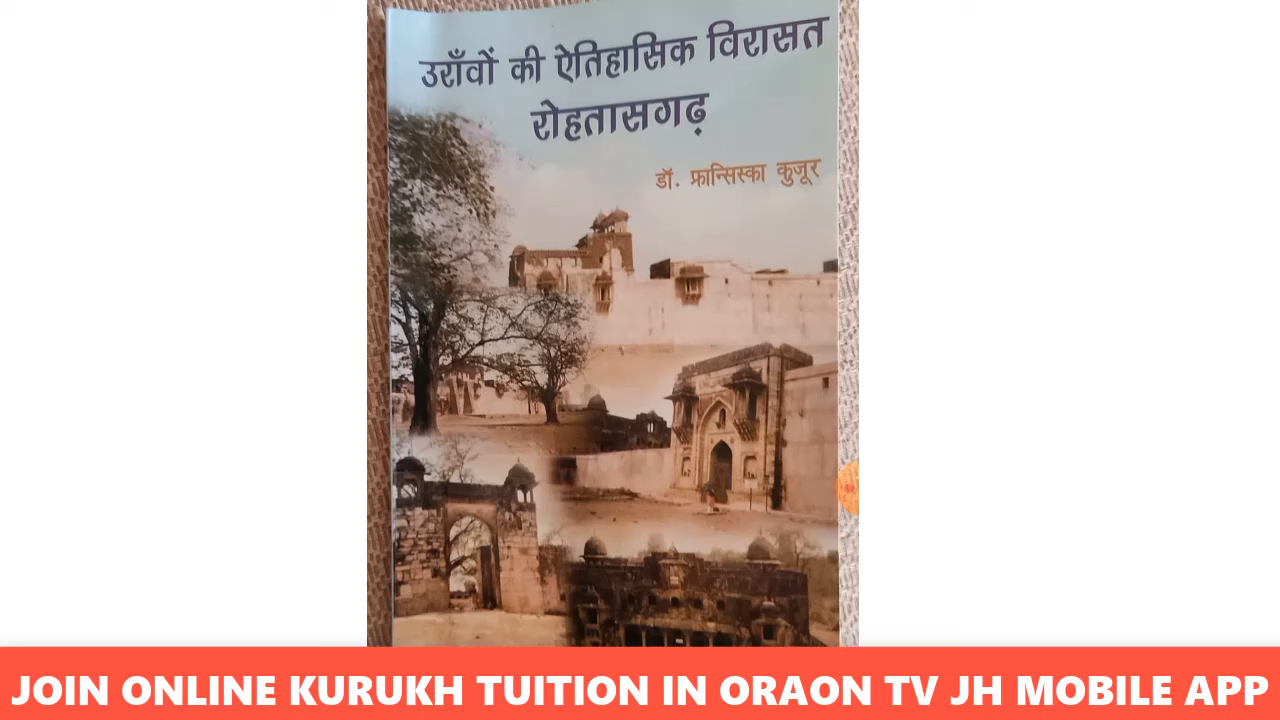 उराँवों की ऐतिहासिक विरासत
रोहतासगढ़
डॉ. फ्रान्सिस्का कुजूर
JOIN ONLINE KURUKH TUITION IN ORAON TV JH MOBILE APP